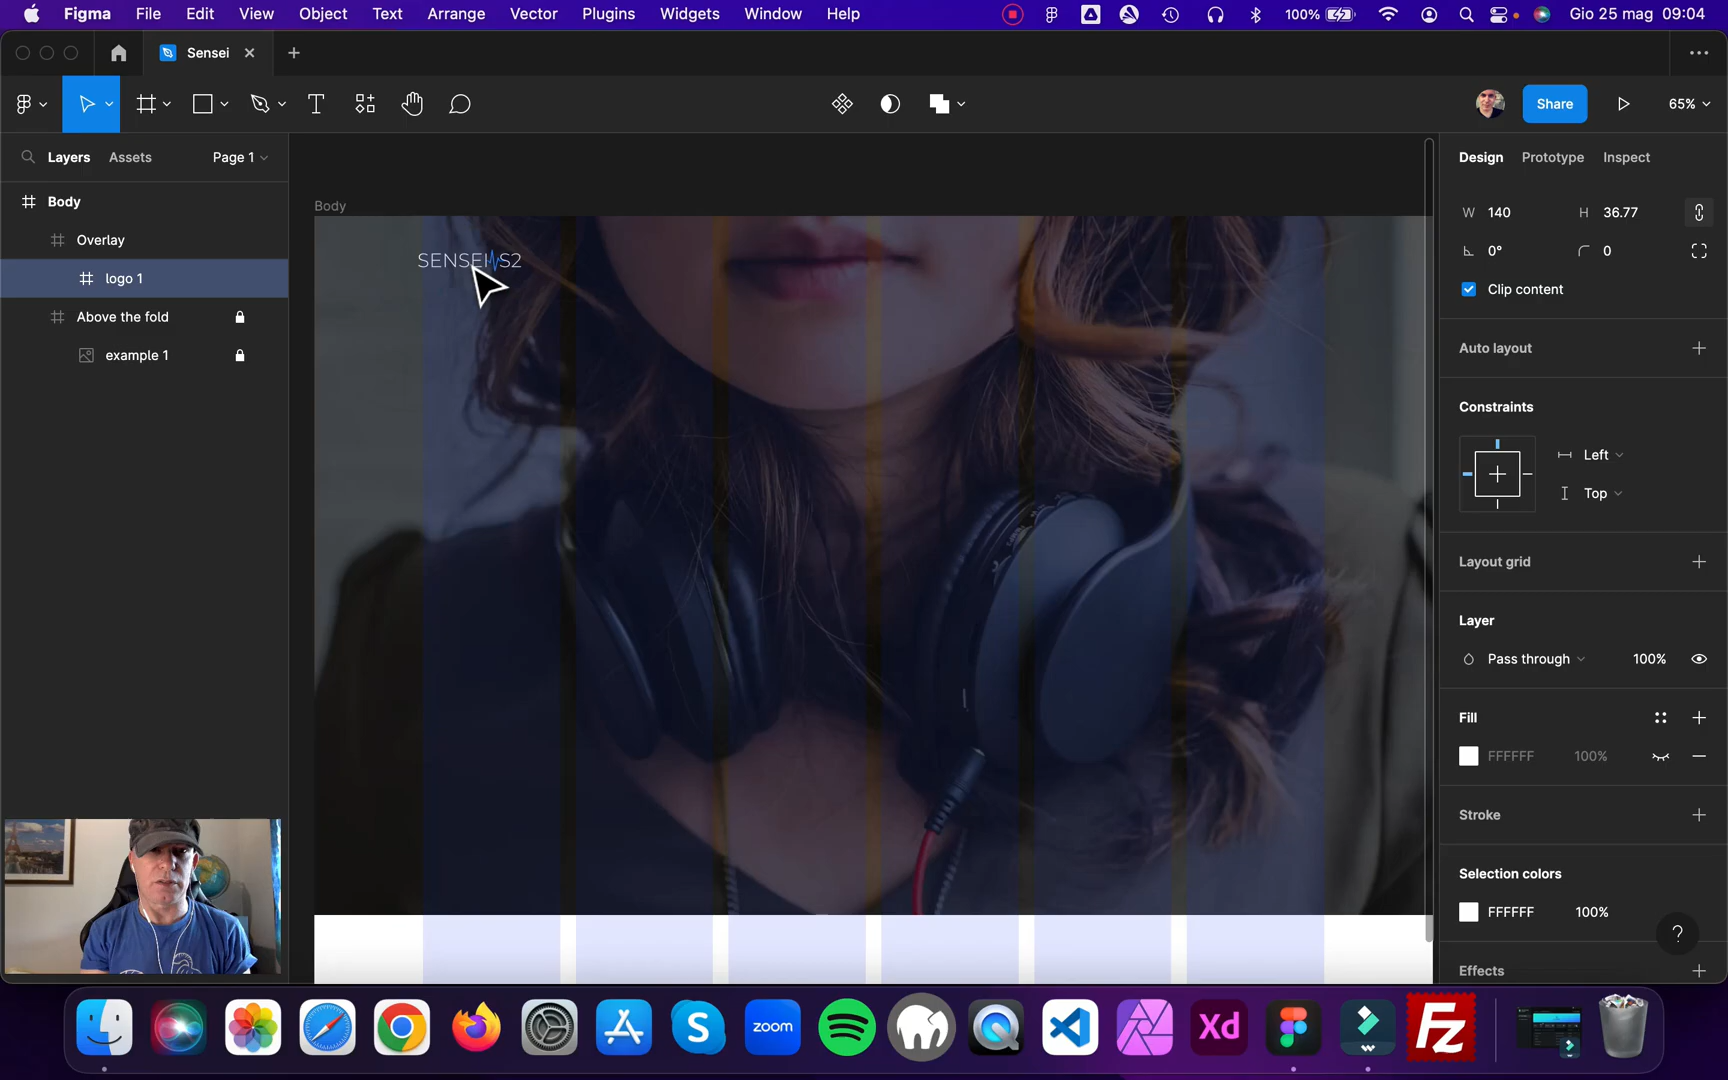 Figma File Edit View Object Text Arrange Vector Plugins Widgets Window Help 100% Gio 25 mag 09:04
Sensei
Share 65%
Layers Assets Page 1
Design Prototype Inspect
Body
Overlay
logo 1
Above the fold
example 1
Body
SENSEI S2
W 140 H 36.77
0° 0
Clip content
Auto layout
Constraints
Left
Top
Layout grid
Layer
Pass through 100%
Fill
FFFFFF 100%
Stroke
Selection colors
FFFFFF 100%
?
Effects
zoom
Xd
FZ